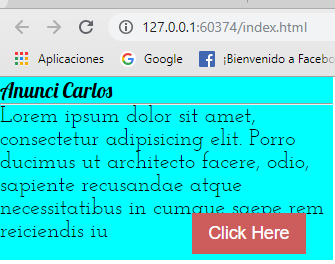 127.0.0.1:60374/index.html
Aplicaciones Google ¡Bienvenido a Facebo
Anunci Carlos
Lorem ipsum dolor sit amet,
consectetur adipisicing elit. Porro
ducimus ut architecto facere, odio,
sapiente recusandae atque
necessitatibus in cumque saepe rem
reiciendis iu
Click Here